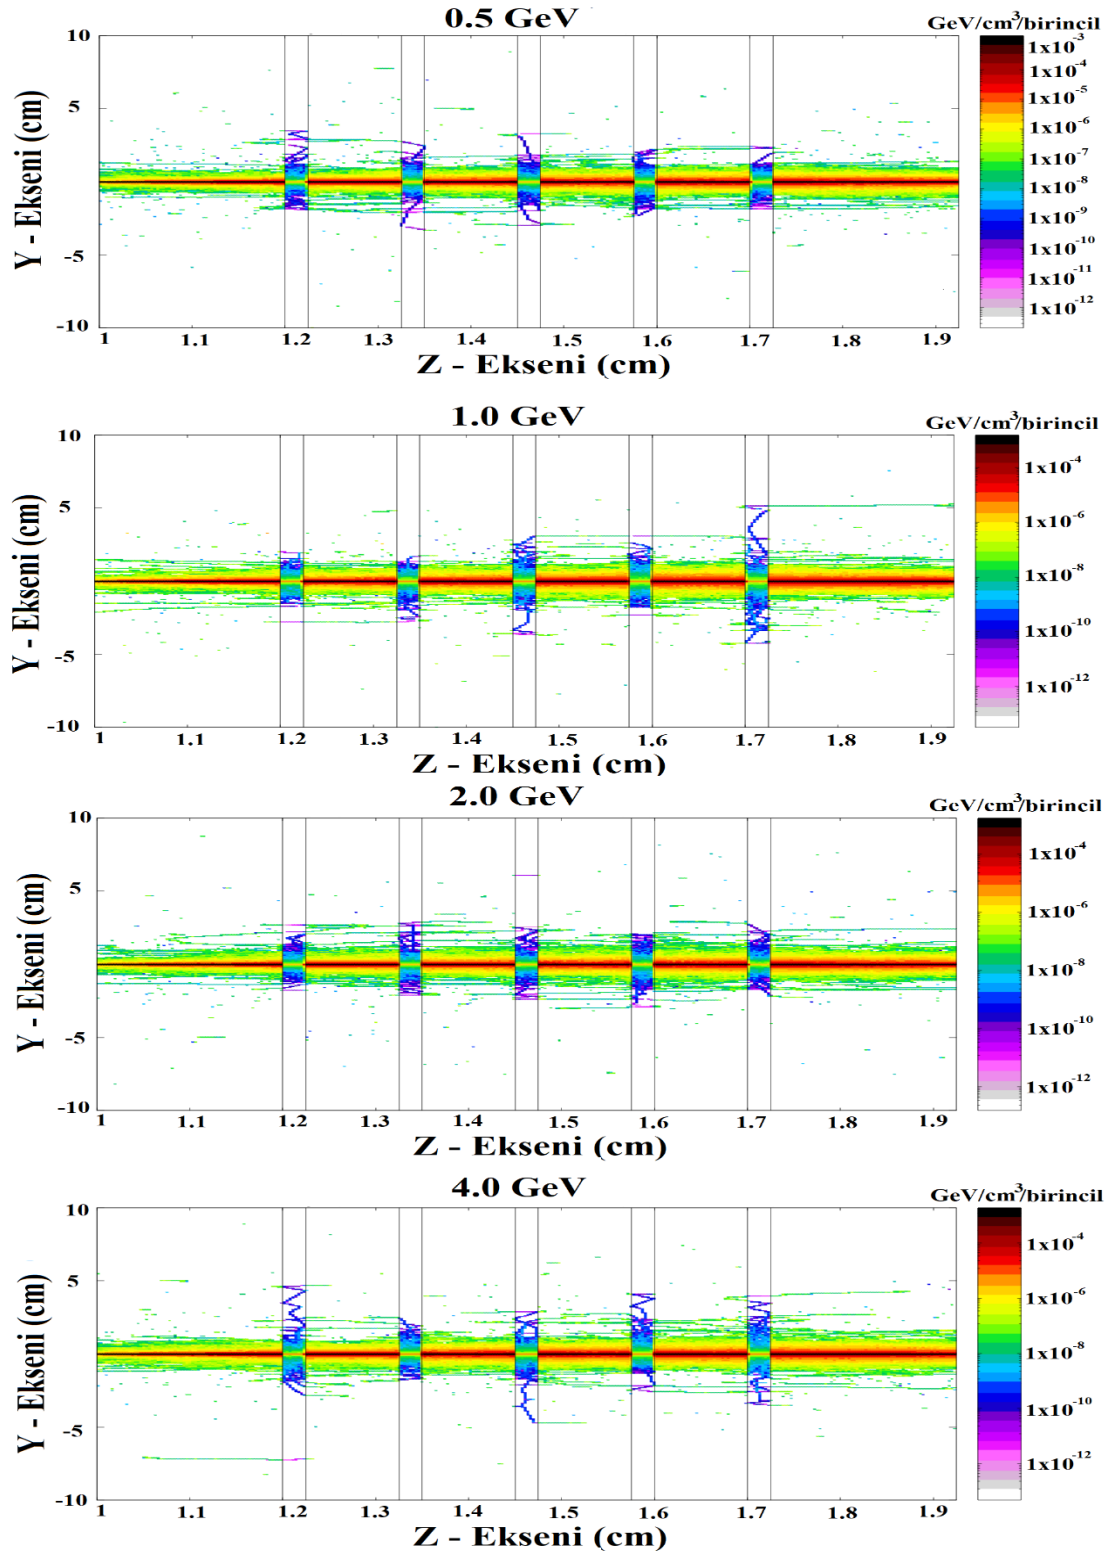 0.5 GeV
GeV/cm³/birincil
10
5
-5
-10
Y - Ekseni (cm)
1 1.1 1.2 1.3 1.4 1.5 1.6 1.7 1.8 1.9
Z - Ekseni (cm)
1x10⁻³
1x10⁻⁴
1x10⁻⁵
1x10⁻⁶
1x10⁻⁷
1x10⁻⁸
1x10⁻⁹
1x10⁻¹⁰
1x10⁻¹¹
1x10⁻¹²
1.0 GeV
GeV/cm³/birincil
10
5
-5
-10
Y - Ekseni (cm)
1 1.1 1.2 1.3 1.4 1.5 1.6 1.7 1.8 1.9
Z - Ekseni (cm)
1x10⁻⁴
1x10⁻⁶
1x10⁻⁸
1x10⁻¹⁰
1x10⁻¹²
2.0 GeV
GeV/cm³/birincil
10
5
-5
-10
Y - Ekseni (cm)
1 1.1 1.2 1.3 1.4 1.5 1.6 1.7 1.8 1.9
Z - Ekseni (cm)
1x10⁻⁴
1x10⁻⁶
1x10⁻⁸
1x10⁻¹⁰
1x10⁻¹²
4.0 GeV
GeV/cm³/birincil
10
5
-5
-10
Y - Ekseni (cm)
1 1.1 1.2 1.3 1.4 1.5 1.6 1.7 1.8 1.9
Z - Ekseni (cm)
1x10⁻⁴
1x10⁻⁶
1x10⁻⁸
1x10⁻¹⁰
1x10⁻¹²